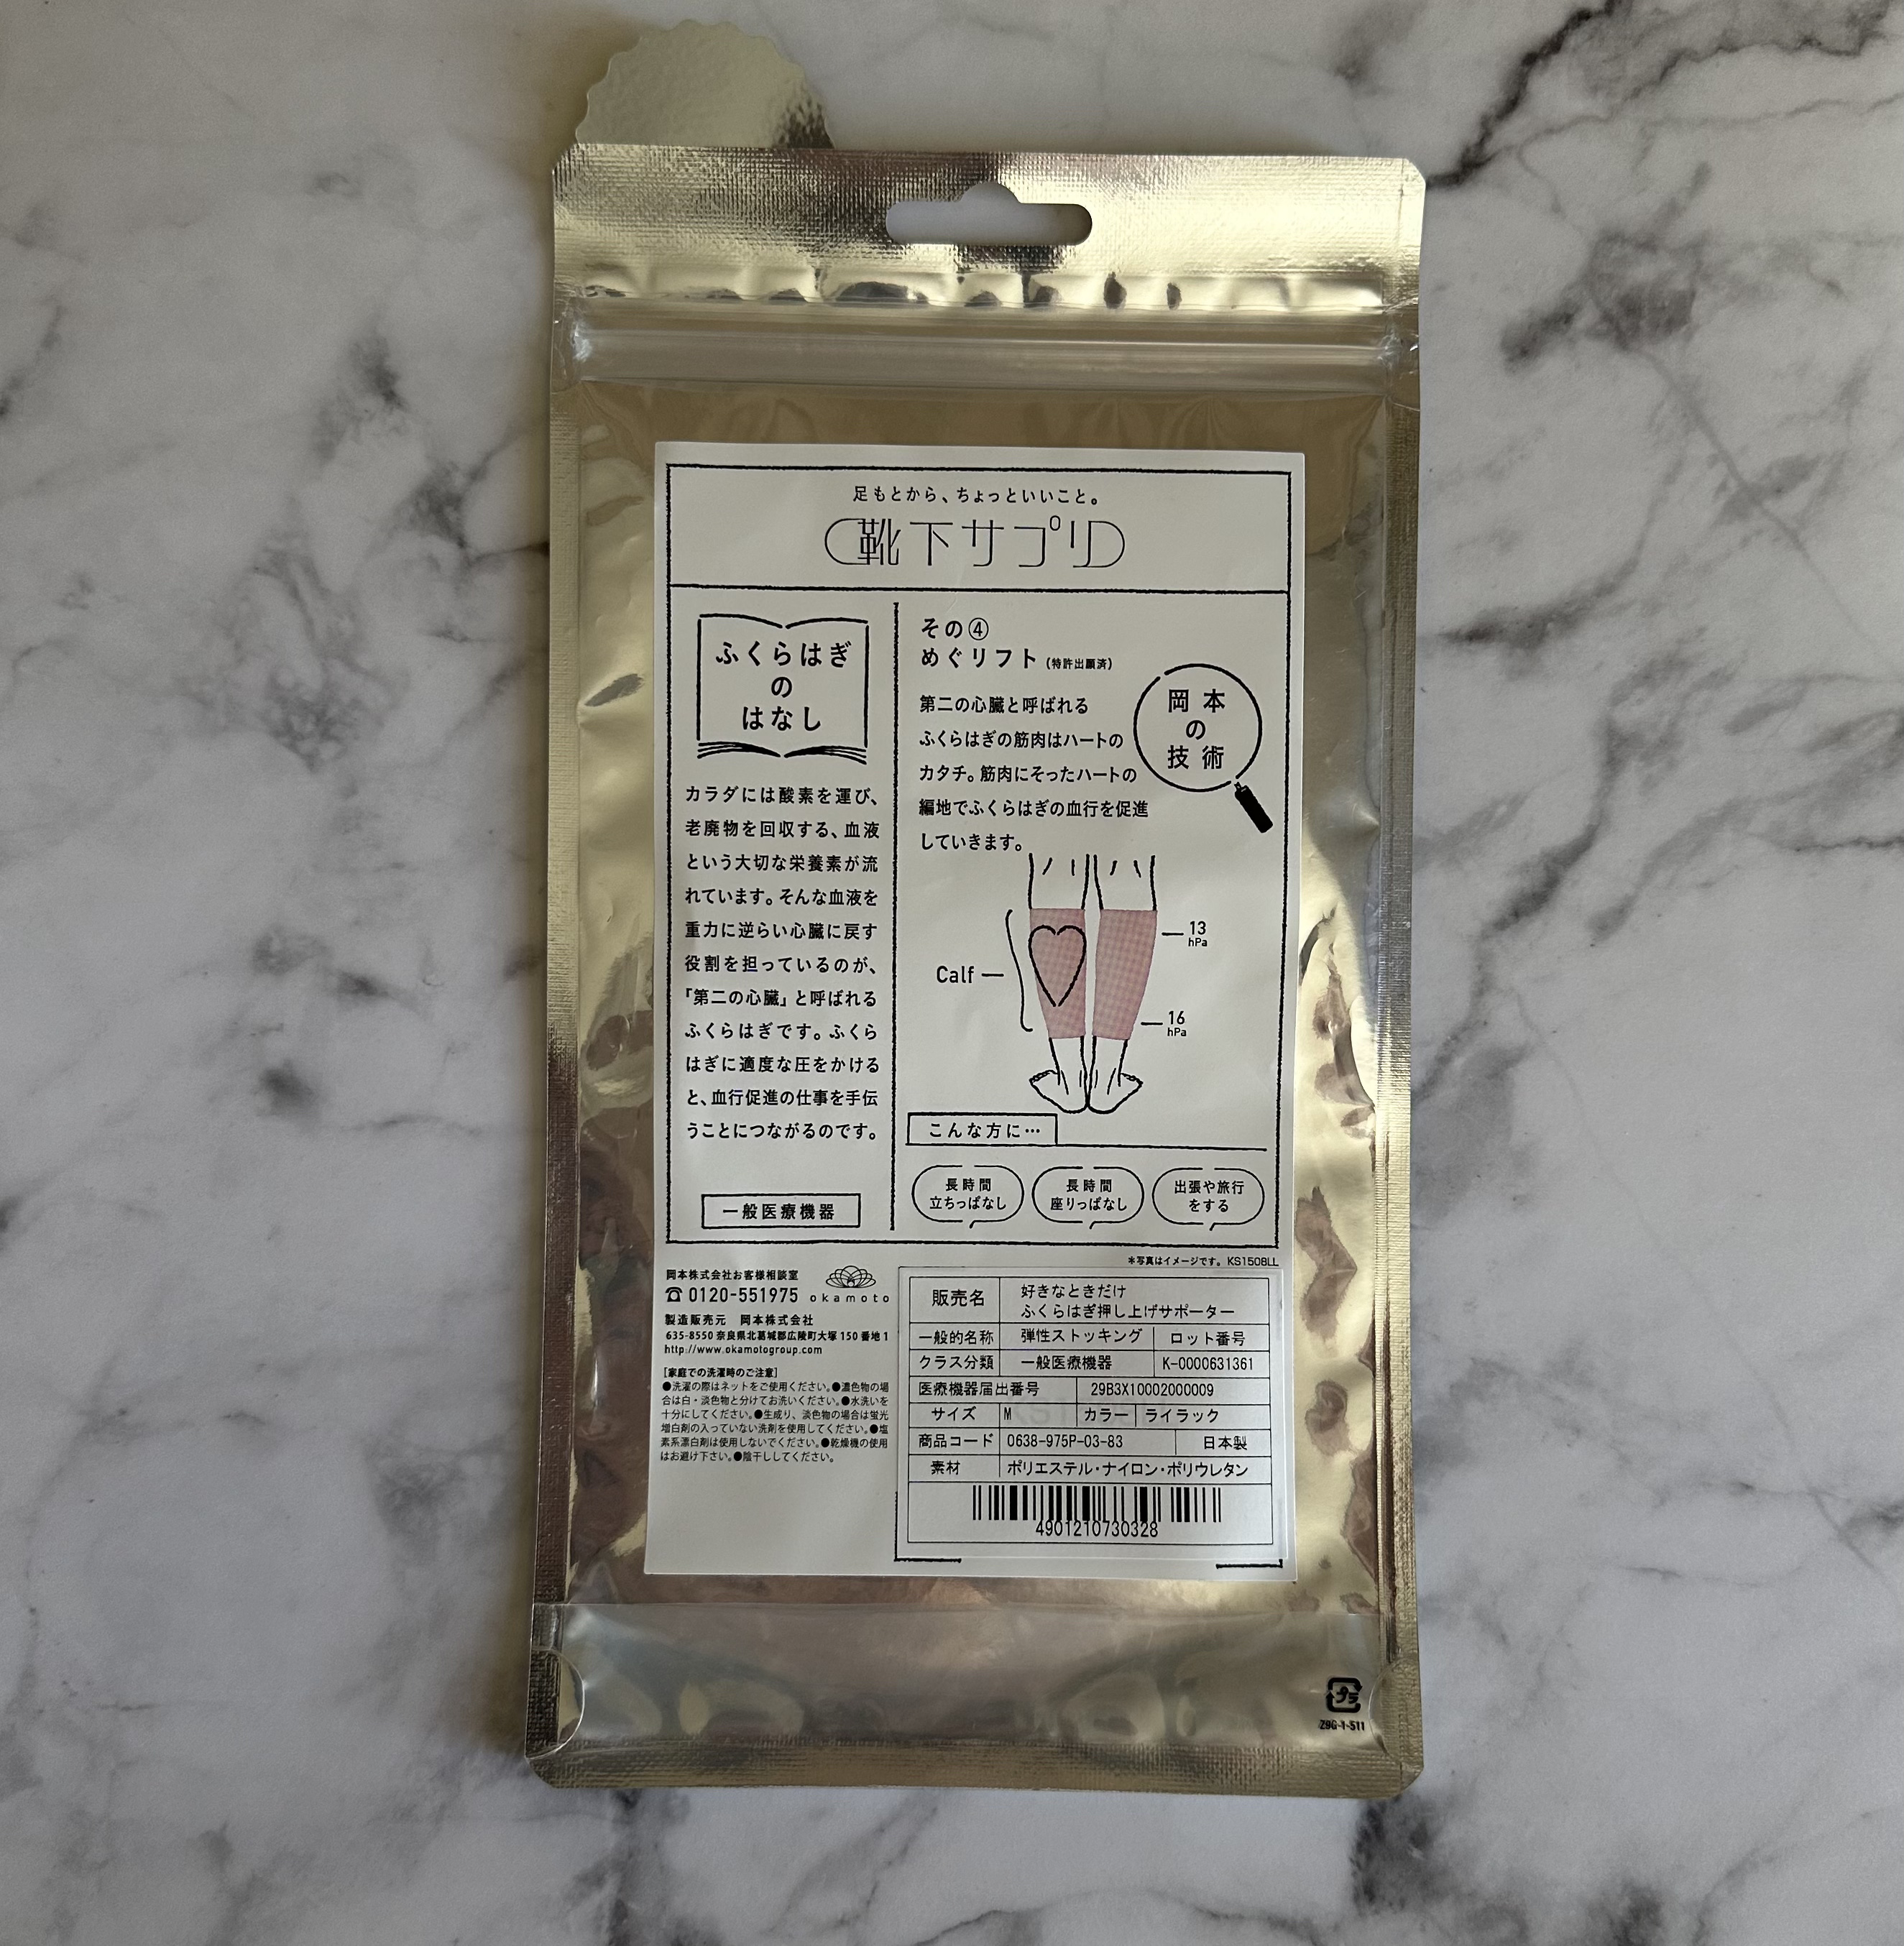 足もとから、ちょっといいこと。
靴下サプリ
ふくらはぎ
の
はなし
カラダには酸素を運び、
老廃物を回収する、血液
という大切な栄養素が流
れています。そんな血液を
重力に逆らい心臓に戻す
役割を担っているのが、
『第二の心臓』と呼ばれる
ふくらはぎです。ふくら
はぎに適度な圧をかける
と、血行促進の仕事を手伝
うことにつながるのです。
一般医療機器
その④
めぐリフト(特許出願済)
第二の心臓と呼ばれる
ふくらはぎの筋肉はハートの
カタチ。筋肉にそったハートの
編地でふくらはぎの血行を促進
していきます。
岡本
の
技術
13
hPa
Calf
16
hPa
こんな方に…
長時間
立ちっぱなし
長時間
座りっぱなし
出張や旅行
をする
*写真はイメージです。KS1508LL
岡本株式会社お客様相談室
☎0120-551975
okamoto
製造販売元 岡本株式会社
635-8550 奈良県北葛城郡広陵町大塚150番地1
http://www.okamotogroup.com
[家庭での洗濯時のご注意]
●洗濯の際はネットをご使用ください。●濃色物の場
合は白・淡色物と分けてお洗いください。●水洗いを
十分にしてください。●生成り、淡色物の場合は蛍光
増白剤の入っていない洗剤を使用してください。●塩
素系漂白剤は使用しないでください。●乾燥機の使用
はお避け下さい。●陰干ししてください。
販売名 好きなときだけ
ふくらはぎ押し上げサポーター
一般的名称 弾性ストッキング ロット番号
クラス分類 一般医療機器 K-0000631361
医療機器届出番号 29B3X10002000009
サイズ M カラー ライラック
商品コード 0638-975P-03-83 日本製
素材 ポリエステル・ナイロン・ポリウレタン
4901210730328
プラ
Z9G-1-511